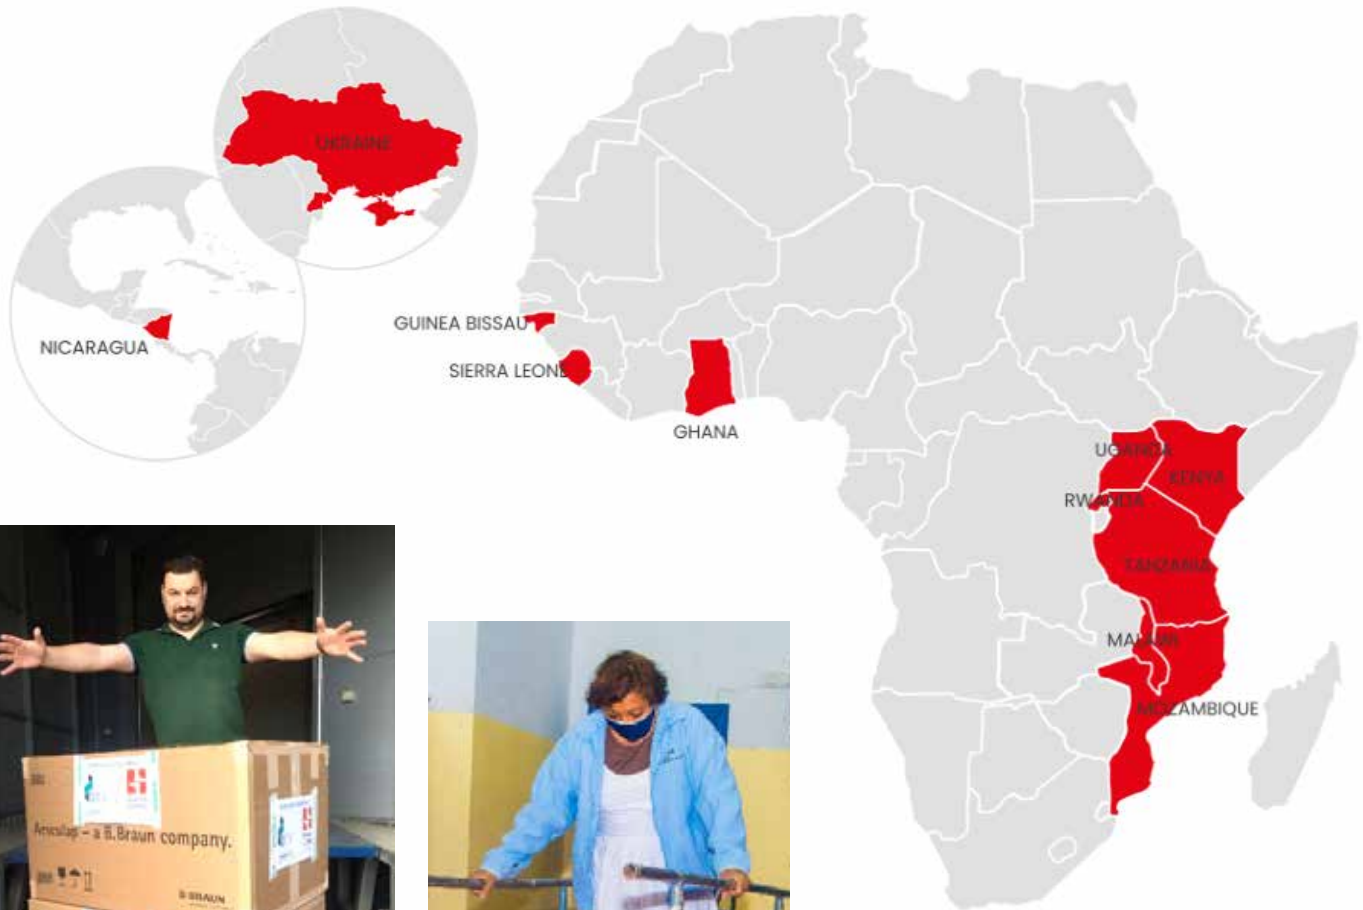 UKRAINE
NICARAGUA
GUINEA BISSAU
SIERRA LEONE
GHANA
UGANDA
KENYA
RWANDA
TANZANIA
MALAWI
MOZAMBIQUE
Aesculap – a B.Braun company.
B BRAUN